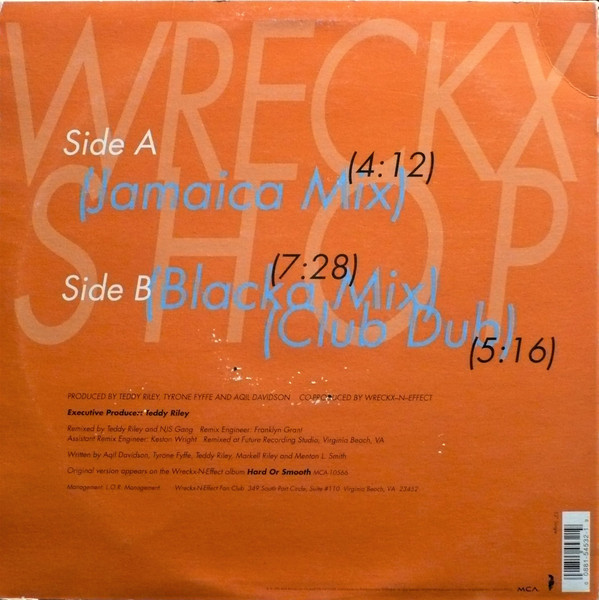 WRECKX
SHOP
Side A
(4:12)
(Jamaica Mix)
Side B
(7:28)
(Blacka Mix)
(Club Dub)
(5:16)
PRODUCED BY TEDDY RILEY, TYRONE FYFFE AND AQIL DAVIDSON CO-PRODUCED BY WRECKX-N-EFFECT
Executive Producer: Teddy Riley
Remixed by Teddy Riley and NJS Gang Remix Engineer: Franklyn Grant
Assistant Remix Engineer: Keston Wright Remixed at Future Recording Studio, Virginia Beach, VA
Written by Aqil Davidson, Tyrone Fyffe, Teddy Riley, Markell Riley and Menton L. Smith
Original version appears on the Wreckx-N-Effect album Hard Or Smooth MCA-10566
Management: L.O.R. Management Wreckx-N-Effect Fan Club 349 South Port Circle, Suite #110 Virginia Beach, VA 23452
MCA